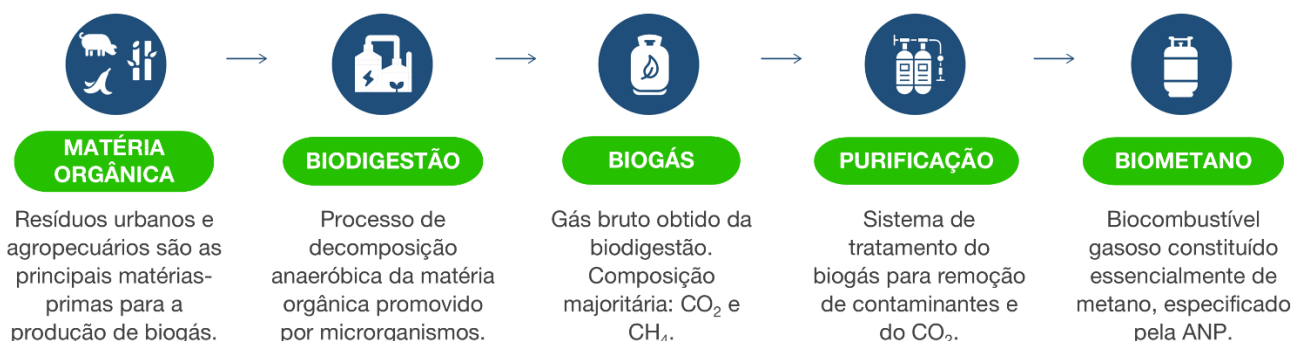 MATÉRIA
ORGÂNICA
Resíduos urbanos e
agropecuários são as
principais matérias-
primas para a
produção de biogás.
BIODIGESTÃO
Processo de
decomposição
anaeróbica da matéria
orgânica promovido
por microrganismos.
BIOGÁS
Gás bruto obtido da
biodigestão.
Composição
majoritária: CO₂ e
CH₄.
PURIFICAÇÃO
Sistema de
tratamento do
biogás para remoção
de contaminantes e
do CO₂.
BIOMETANO
Biocombustível
gasoso constituído
essencialmente de
metano, especificado
pela ANP.